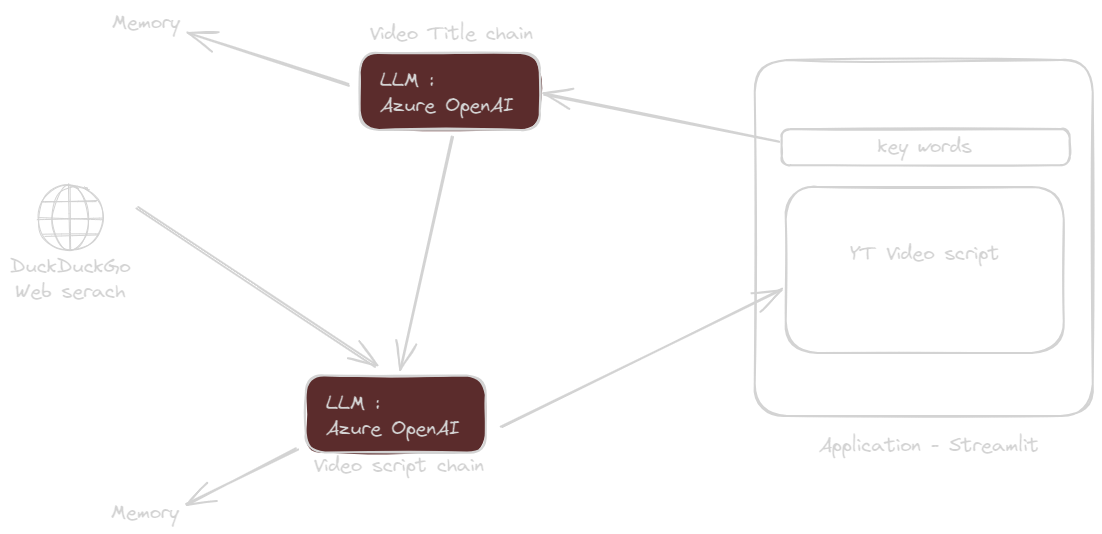 Memory
Video Title chain
LLM :
Azure OpenAI
key words
YT Video script
DuckDuckGo
Web serach
LLM :
Azure OpenAI
Video script chain
Application - Streamlit
Memory